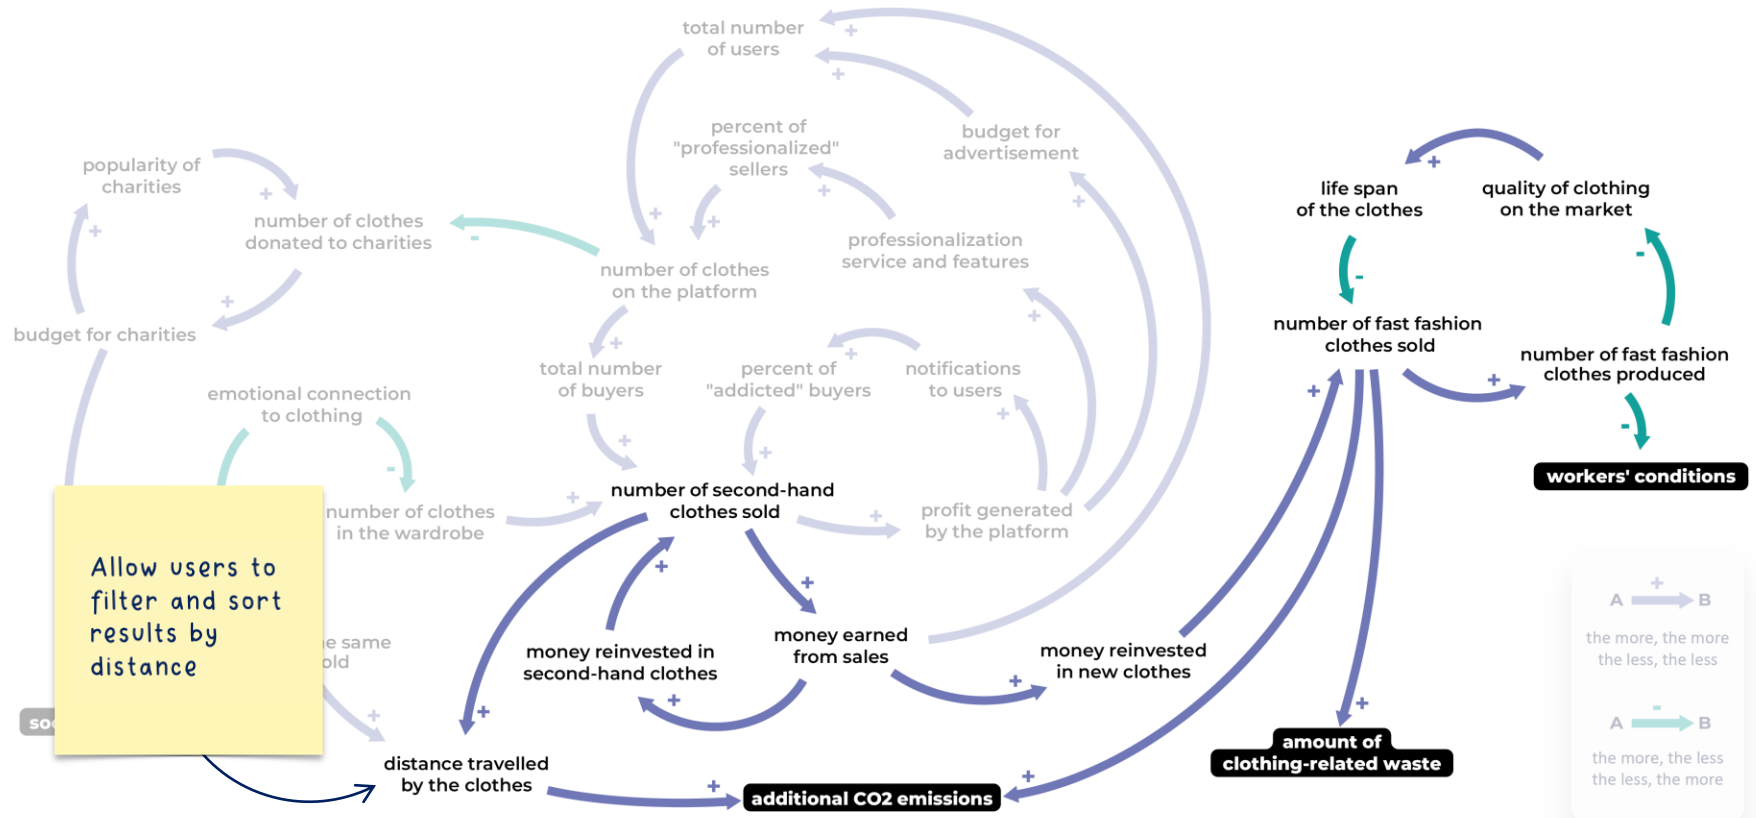 total number
of users
+
+
percent of
"professionalized"
sellers
budget for
advertisement
popularity of
charities
+
+
number of clothes
donated to charities
-
+
+
+
professionalization
service and features
+
number of clothes
on the platform
life span
of the clothes
+
quality of clothing
on the market
-
-
+
budget for charities
+
+
+
number of fast fashion
clothes sold
number of fast fashion
clothes produced
total number
of buyers
percent of
"addicted" buyers
notifications
to users
+
+
+
-
emotional connection
to clothing
-
+
+
workers' conditions
number of second-hand
clothes sold
number of clothes
in the wardrobe
+
+
profit generated
by the platform
Allow users to
filter and sort
results by
distance
+
+
money earned
from sales
money reinvested in
second-hand clothes
money reinvested
in new clothes
+
+
+
+
+
same
old
so
distance travelled
by the clothes
+
additional CO2 emissions
+
amount of
clothing-related waste
+
A
B
the more, the more
the less, the less
-
A
B
the more, the less
the less, the more